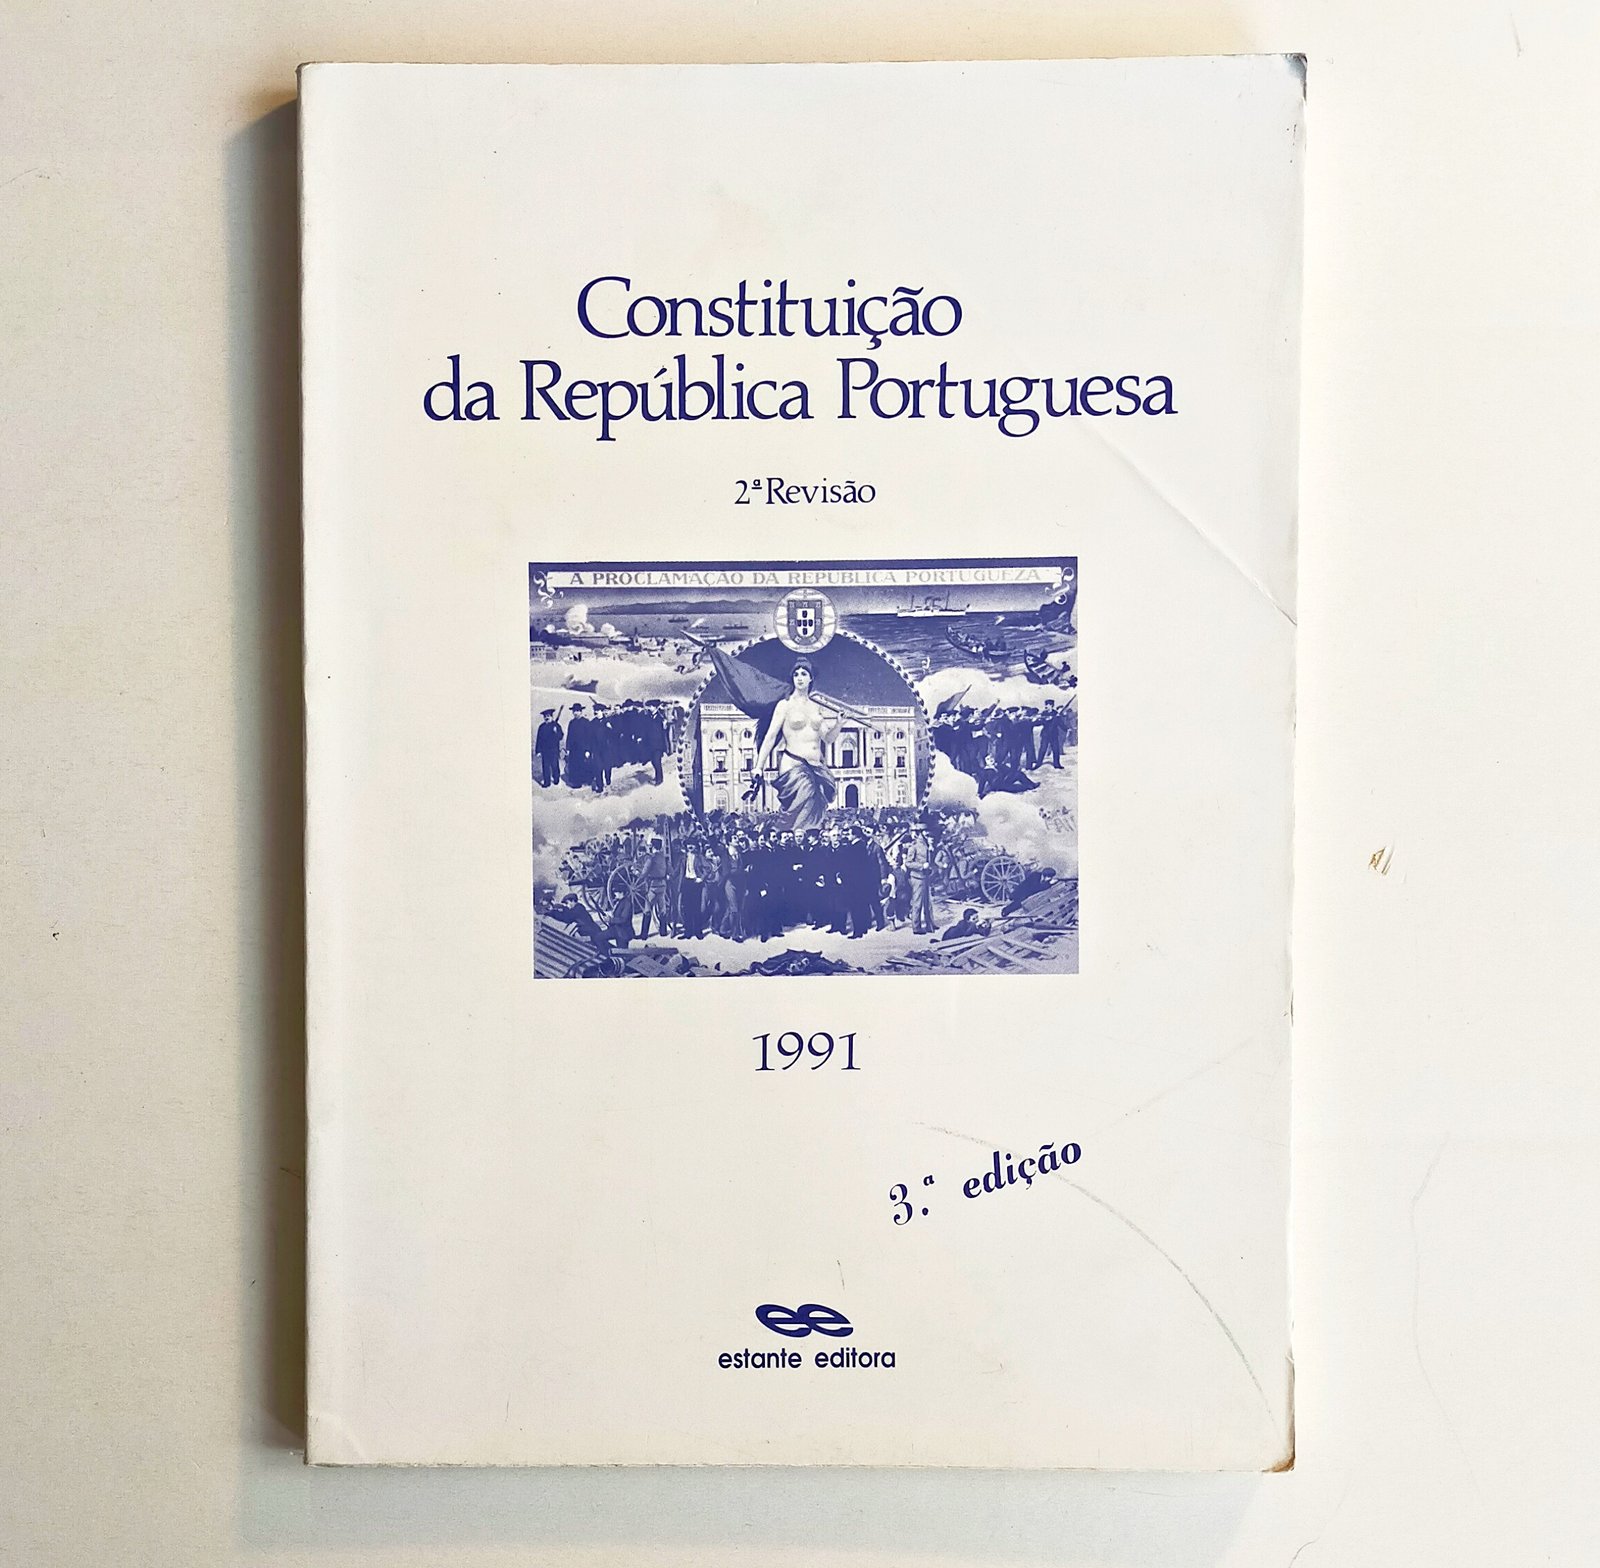 Constituição
da República Portuguesa
2ª Revisão
A PROCLAMAÇÃO DA REPUBLICA PORTUGUEZA
1991
3.ª edição
ee
estante editora